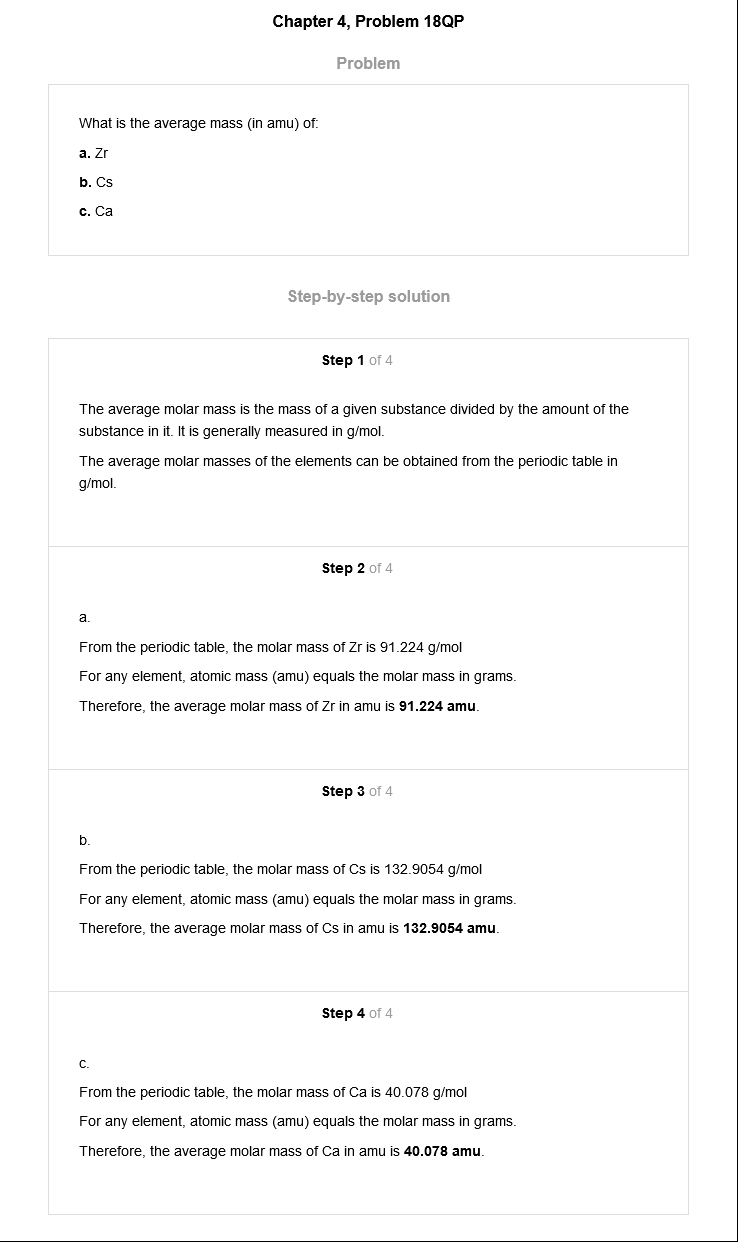 Chapter 4, Problem 18QP
Problem
What is the average mass (in amu) of:
a. Zr
b. Cs
c. Ca
Step-by-step solution
Step 1 of 4
The average molar mass is the mass of a given substance divided by the amount of the
substance in it. It is generally measured in g/mol.
The average molar masses of the elements can be obtained from the periodic table in
g/mol.
Step 2 of 4
a.
From the periodic table, the molar mass of Zr is 91.224 g/mol
For any element, atomic mass (amu) equals the molar mass in grams.
Therefore, the average molar mass of Zr in amu is 91.224 amu.
Step 3 of 4
b.
From the periodic table, the molar mass of Cs is 132.9054 g/mol
For any element, atomic mass (amu) equals the molar mass in grams.
Therefore, the average molar mass of Cs in amu is 132.9054 amu.
Step 4 of 4
c.
From the periodic table, the molar mass of Ca is 40.078 g/mol
For any element, atomic mass (amu) equals the molar mass in grams.
Therefore, the average molar mass of Ca in amu is 40.078 amu.